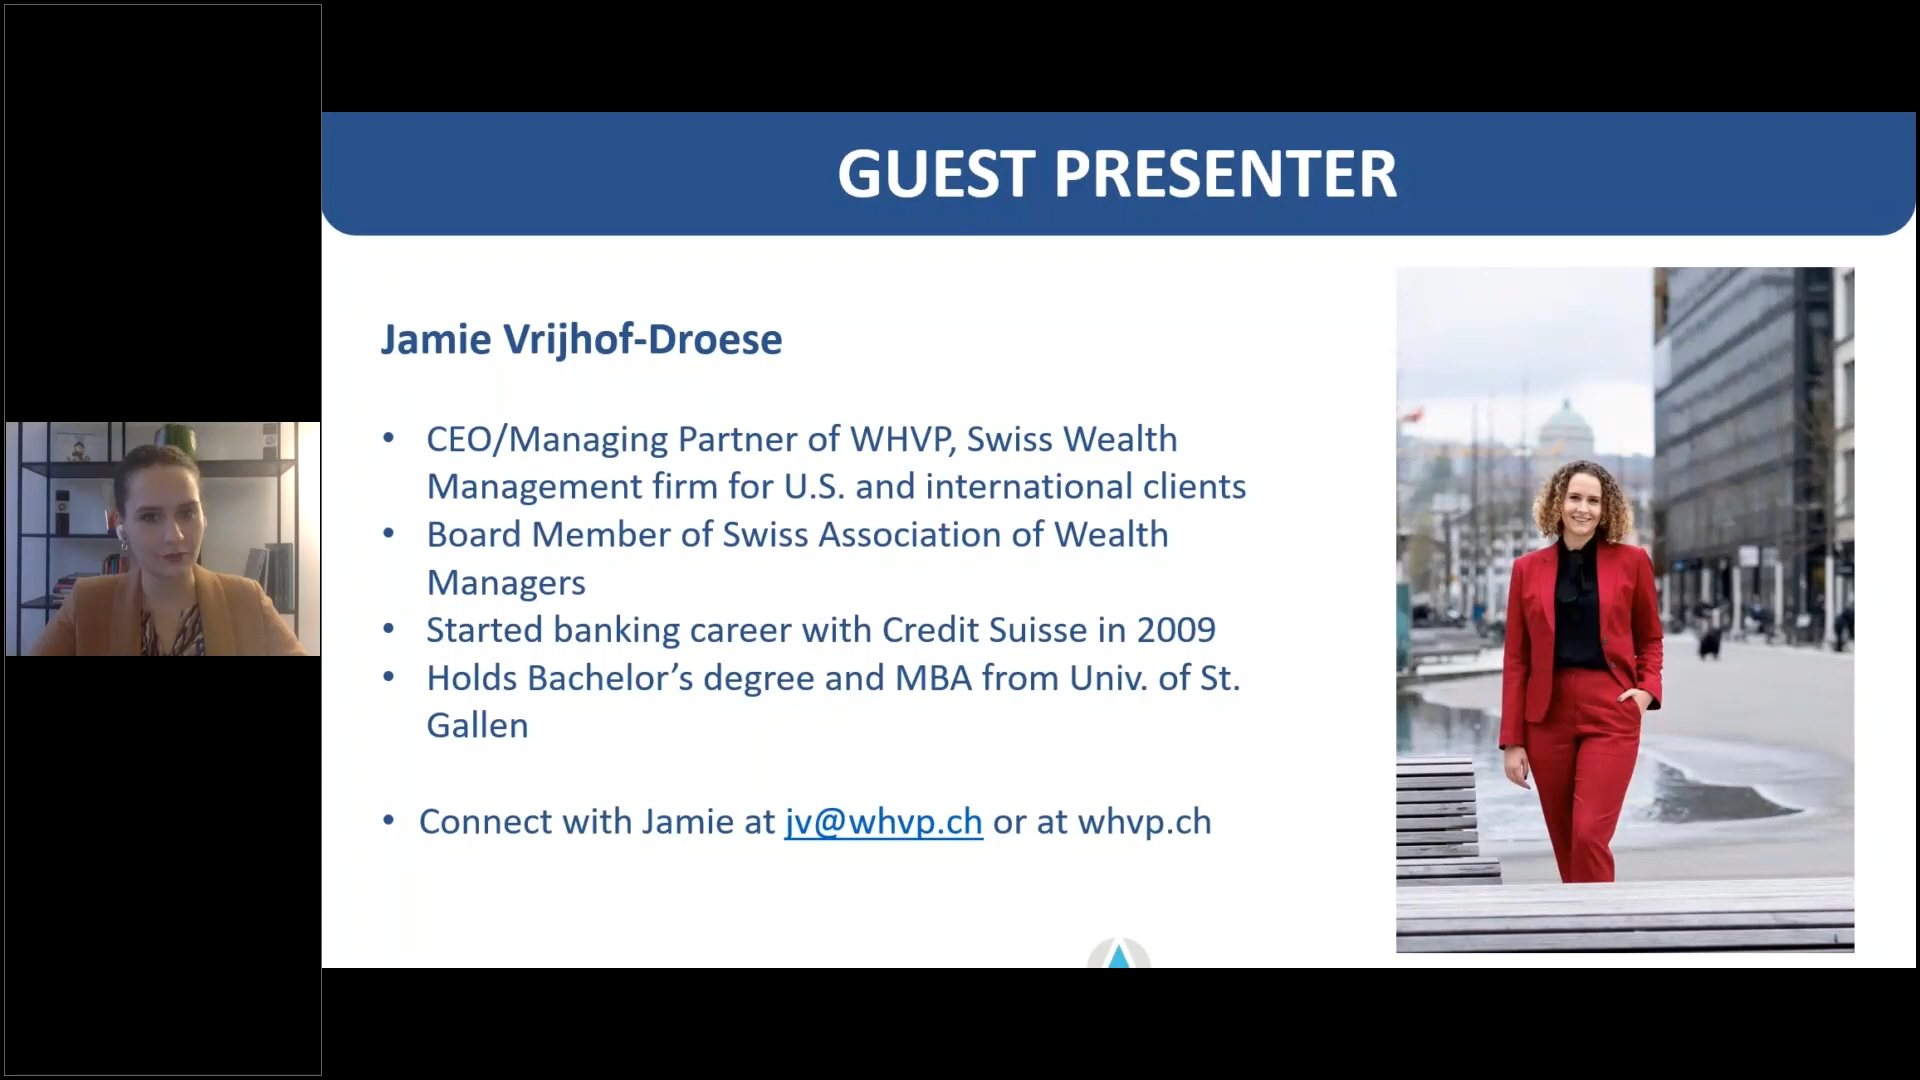 GUEST PRESENTER
Jamie Vrijhof-Droese
• CEO/Managing Partner of WHVP, Swiss Wealth
Management firm for U.S. and international clients
• Board Member of Swiss Association of Wealth
Managers
• Started banking career with Credit Suisse in 2009
• Holds Bachelor’s degree and MBA from Univ. of St.
Gallen
• Connect with Jamie at jv@whvp.ch or at whvp.ch